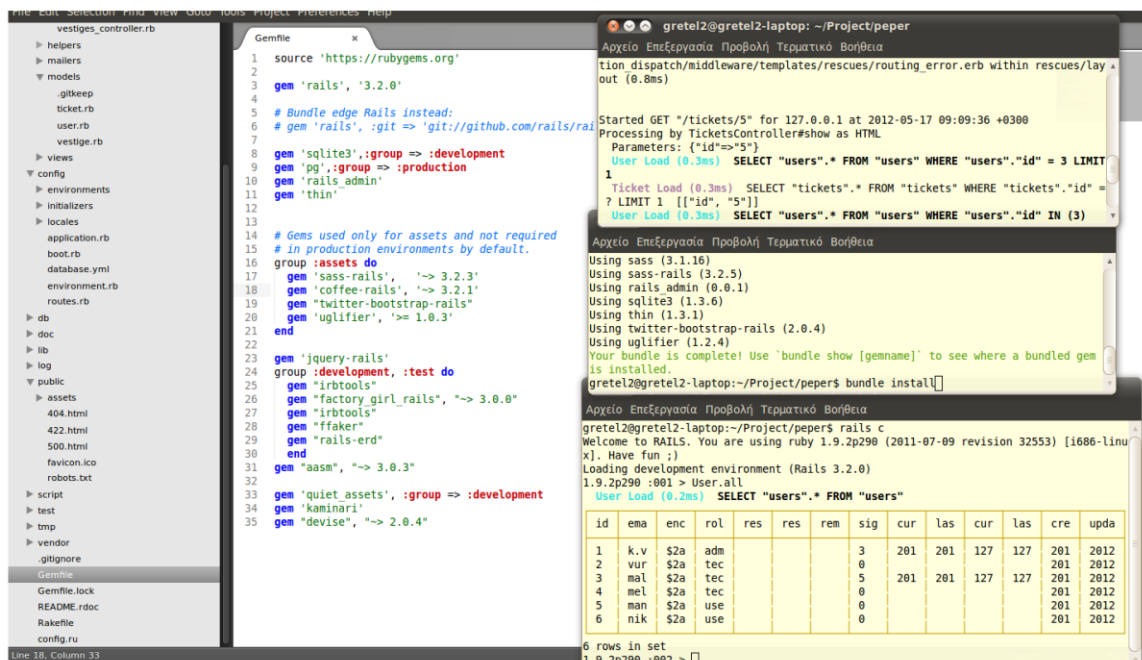 File Edit Selection Find View Goto Tools Project Preferences Help
vestiges_controller.rb
helpers
mailers
models
.gitkeep
ticket.rb
user.rb
vestige.rb
views
config
environments
initializers
locales
application.rb
boot.rb
database.yml
environment.rb
routes.rb
db
doc
lib
log
public
assets
404.html
422.html
500.html
favicon.ico
robots.txt
script
test
tmp
vendor
.gitignore
Gemfile
Gemfile.lock
README.rdoc
Rakefile
config.ru
Line 18, Column 33
Gemfile ×
1 source 'https://rubygems.org'
2
3 gem 'rails', '3.2.0'
4
5 # Bundle edge Rails instead:
6 # gem 'rails', :git => 'git://github.com/rails/rai
7
8 gem 'sqlite3',:group => :development
9 gem 'pg',:group => :production
10 gem 'rails_admin'
11 gem 'thin'
12
13
14 # Gems used only for assets and not required
15 # in production environments by default.
16 group :assets do
17 gem 'sass-rails', '~> 3.2.3'
18 gem 'coffee-rails', '~> 3.2.1'
19 gem "twitter-bootstrap-rails"
20 gem 'uglifier', '>= 1.0.3'
21 end
22
23 gem 'jquery-rails'
24 group :development, :test do
25 gem "irbtools"
26 gem "factory_girl_rails", "~> 3.0.0"
27 gem "irbtools"
28 gem "ffaker"
29 gem "rails-erd"
30 end
31 gem "aasm", "~> 3.0.3"
32
33 gem 'quiet_assets', :group => :development
34 gem 'kaminari'
35 gem "devise", "~> 2.0.4"
gretel2@gretel2-laptop: ~/Project/peper
Αρχείο Επεξεργασία Προβολή Τερματικό Βοήθεια
tion_dispatch/middleware/templates/rescues/routing_error.erb within rescues/lay
out (0.8ms)
Started GET "/tickets/5" for 127.0.0.1 at 2012-05-17 09:09:36 +0300
Processing by TicketsController#show as HTML
Parameters: {"id"=>"5"}
User Load (0.3ms) SELECT "users".* FROM "users" WHERE "users"."id" = 3 LIMIT
1
Ticket Load (0.3ms) SELECT "tickets".* FROM "tickets" WHERE "tickets"."id" =
? LIMIT 1 [["id", "5"]]
User Load (0.3ms) SELECT "users".* FROM "users" WHERE "users"."id" IN (3)
Αρχείο Επεξεργασία Προβολή Τερματικό Βοήθεια
Using sass (3.1.16)
Using sass-rails (3.2.5)
Using rails_admin (0.0.1)
Using sqlite3 (1.3.6)
Using thin (1.3.1)
Using twitter-bootstrap-rails (2.0.4)
Using uglifier (1.2.4)
Your bundle is complete! Use `bundle show [gemname]` to see where a bundled gem
is installed.
gretel2@gretel2-laptop:~/Project/peper$ bundle install
Αρχείο Επεξεργασία Προβολή Τερματικό Βοήθεια
gretel2@gretel2-laptop:~/Project/peper$ rails c
Welcome to RAILS. You are using ruby 1.9.2p290 (2011-07-09 revision 32553) [i686-linu
x]. Have fun ;)
Loading development environment (Rails 3.2.0)
1.9.2p290 :001 > User.all
User Load (0.2ms) SELECT "users".* FROM "users"
id ema enc rol res res rem sig cur las cur las cre upda
1 k.v $2a adm 3 201 201 127 127 201 2012
2 vur $2a tec 0 201 2012
3 mal $2a tec 5 201 201 127 127 201 2012
4 mel $2a tec 0 201 2012
5 man $2a use 0 201 2012
6 nik $2a use 0 201 2012
6 rows in set
1.9.2p290 :002 >